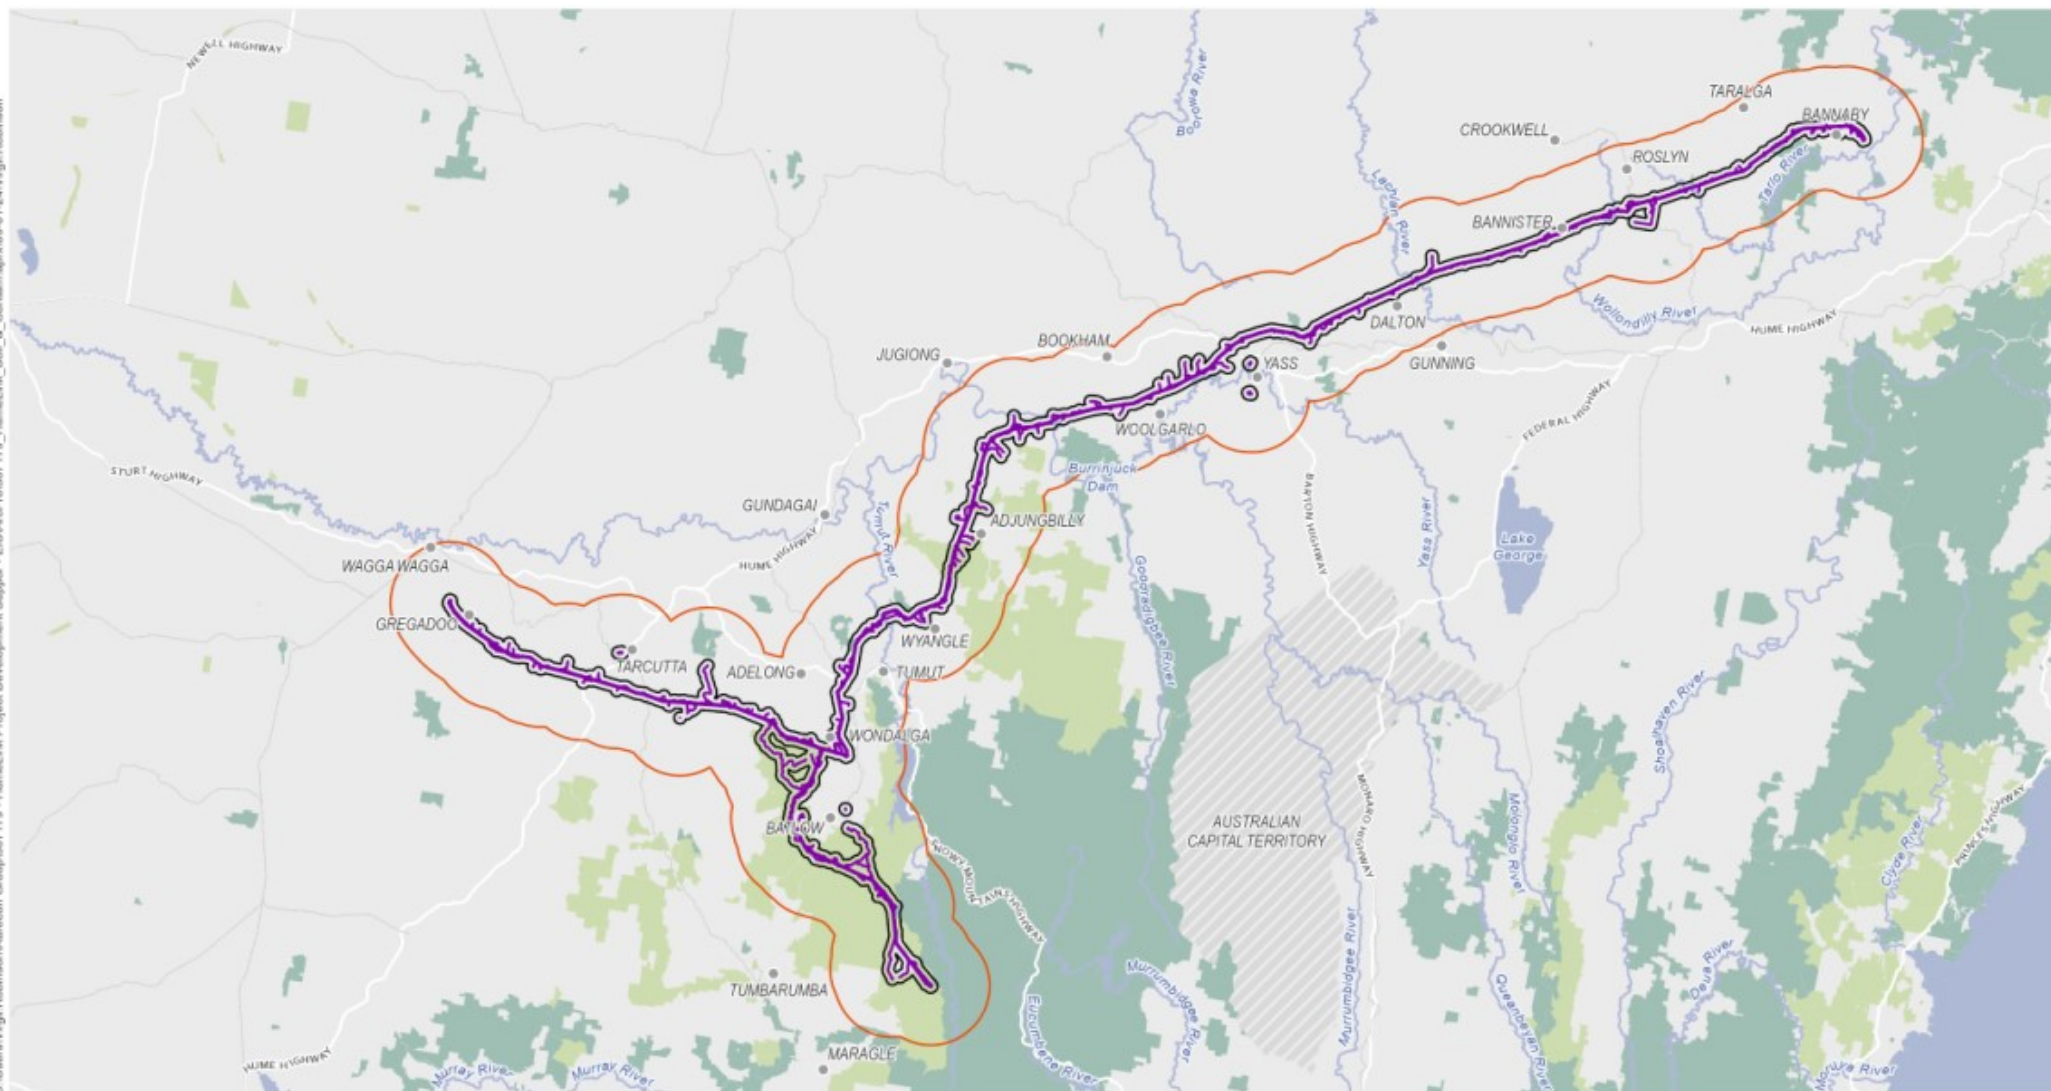 NEWELL HIGHWAY
Boorowa River
TARALGA
BANNABY
CROOKWELL
ROSLYN
Tarlo River
Lachlan River
BANNISTER
Wollondilly River
HUME HIGHWAY
DALTON
BOOKHAM
JUGIONG
YASS
GUNNING
FEDERAL HIGHWAY
WOOLGARLO
Burrinjuck
Dam
STURT HIGHWAY
GUNDAGAI
Tumut River
ADJUNGBILLY
BARTON HIGHWAY
Yass River
Lake
George
HUME HIGHWAY
WAGGA WAGGA
Goodradigbee River
GREGADOO
WYANGLE
TARCUTTA
ADELONG
TUMUT
WONDALGA
Shoalhaven River
AUSTRALIAN
CAPITAL TERRITORY
MONARO HIGHWAY
Molonglo River
BATLOW
SNOWY MOUNTAINS HIGHWAY
Clyde River
PRINCES HIGHWAY
TUMBARUMBA
Murrumbidgee River
Murrumbidgee River
Queanbeyan River
Deua River
Eucumbene River
MARAGLE
HUME HIGHWAY
Murray River
Murray River
Moruya River